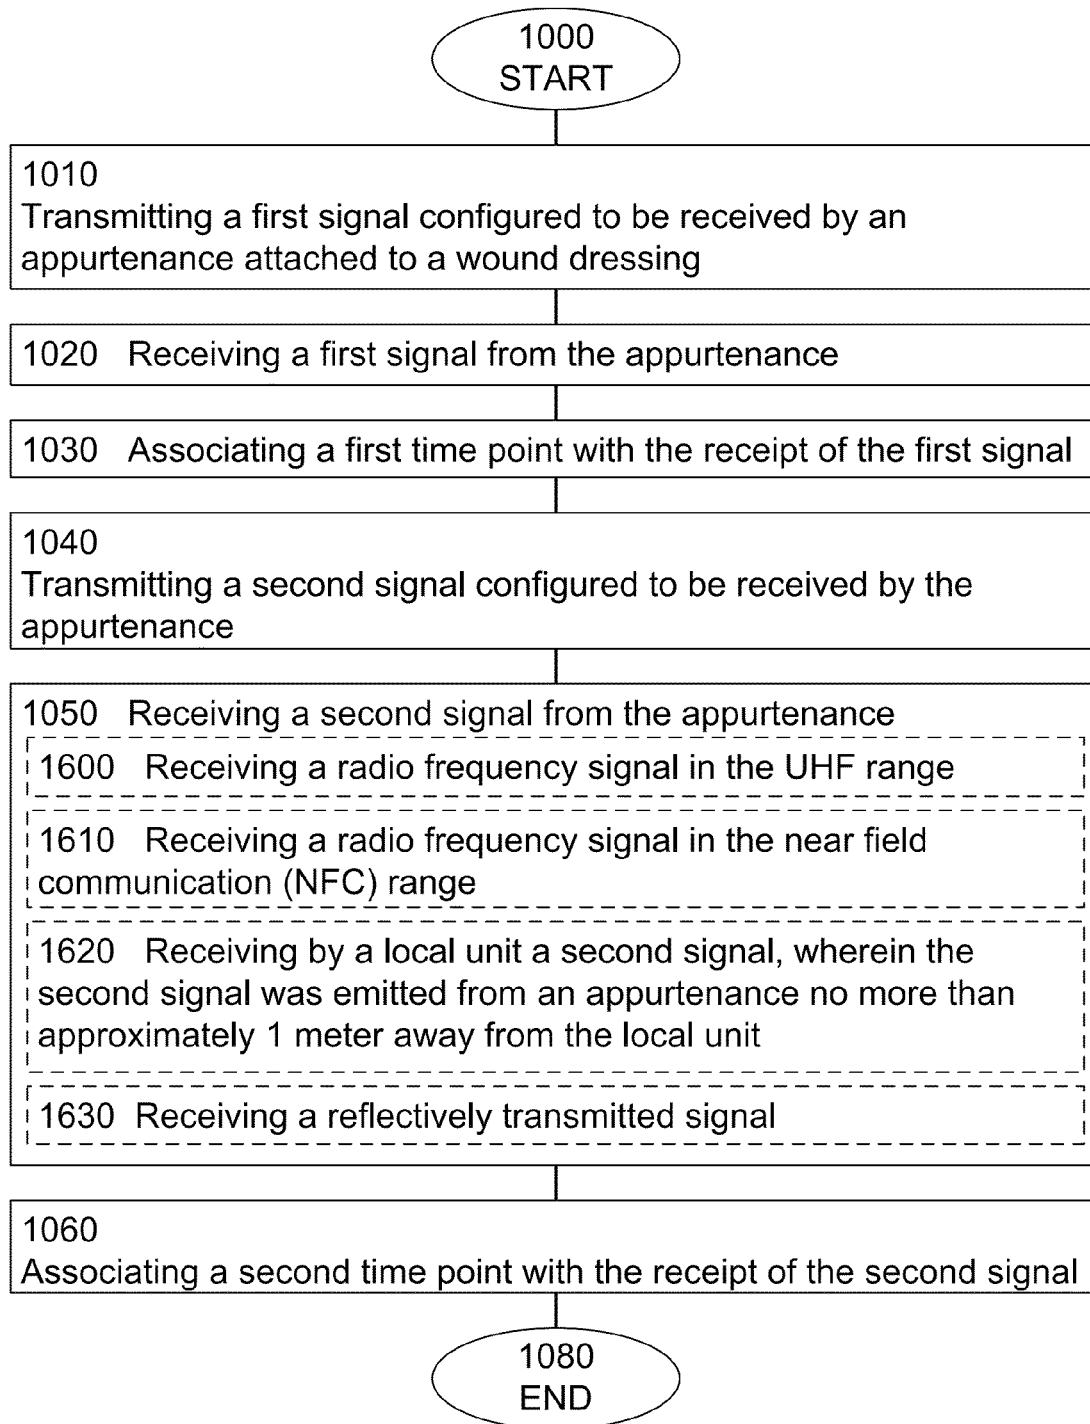 1000
START
1010
Transmitting a first signal configured to be received by an
appurtenance attached to a wound dressing
1020 Receiving a first signal from the appurtenance
1030 Associating a first time point with the receipt of the first signal
1040
Transmitting a second signal configured to be received by the
appurtenance
1050 Receiving a second signal from the appurtenance
1600 Receiving a radio frequency signal in the UHF range
1610 Receiving a radio frequency signal in the near field
communication (NFC) range
1620 Receiving by a local unit a second signal, wherein the
second signal was emitted from an appurtenance no more than
approximately 1 meter away from the local unit
1630 Receiving a reflectively transmitted signal
1060
Associating a second time point with the receipt of the second signal
1080
END